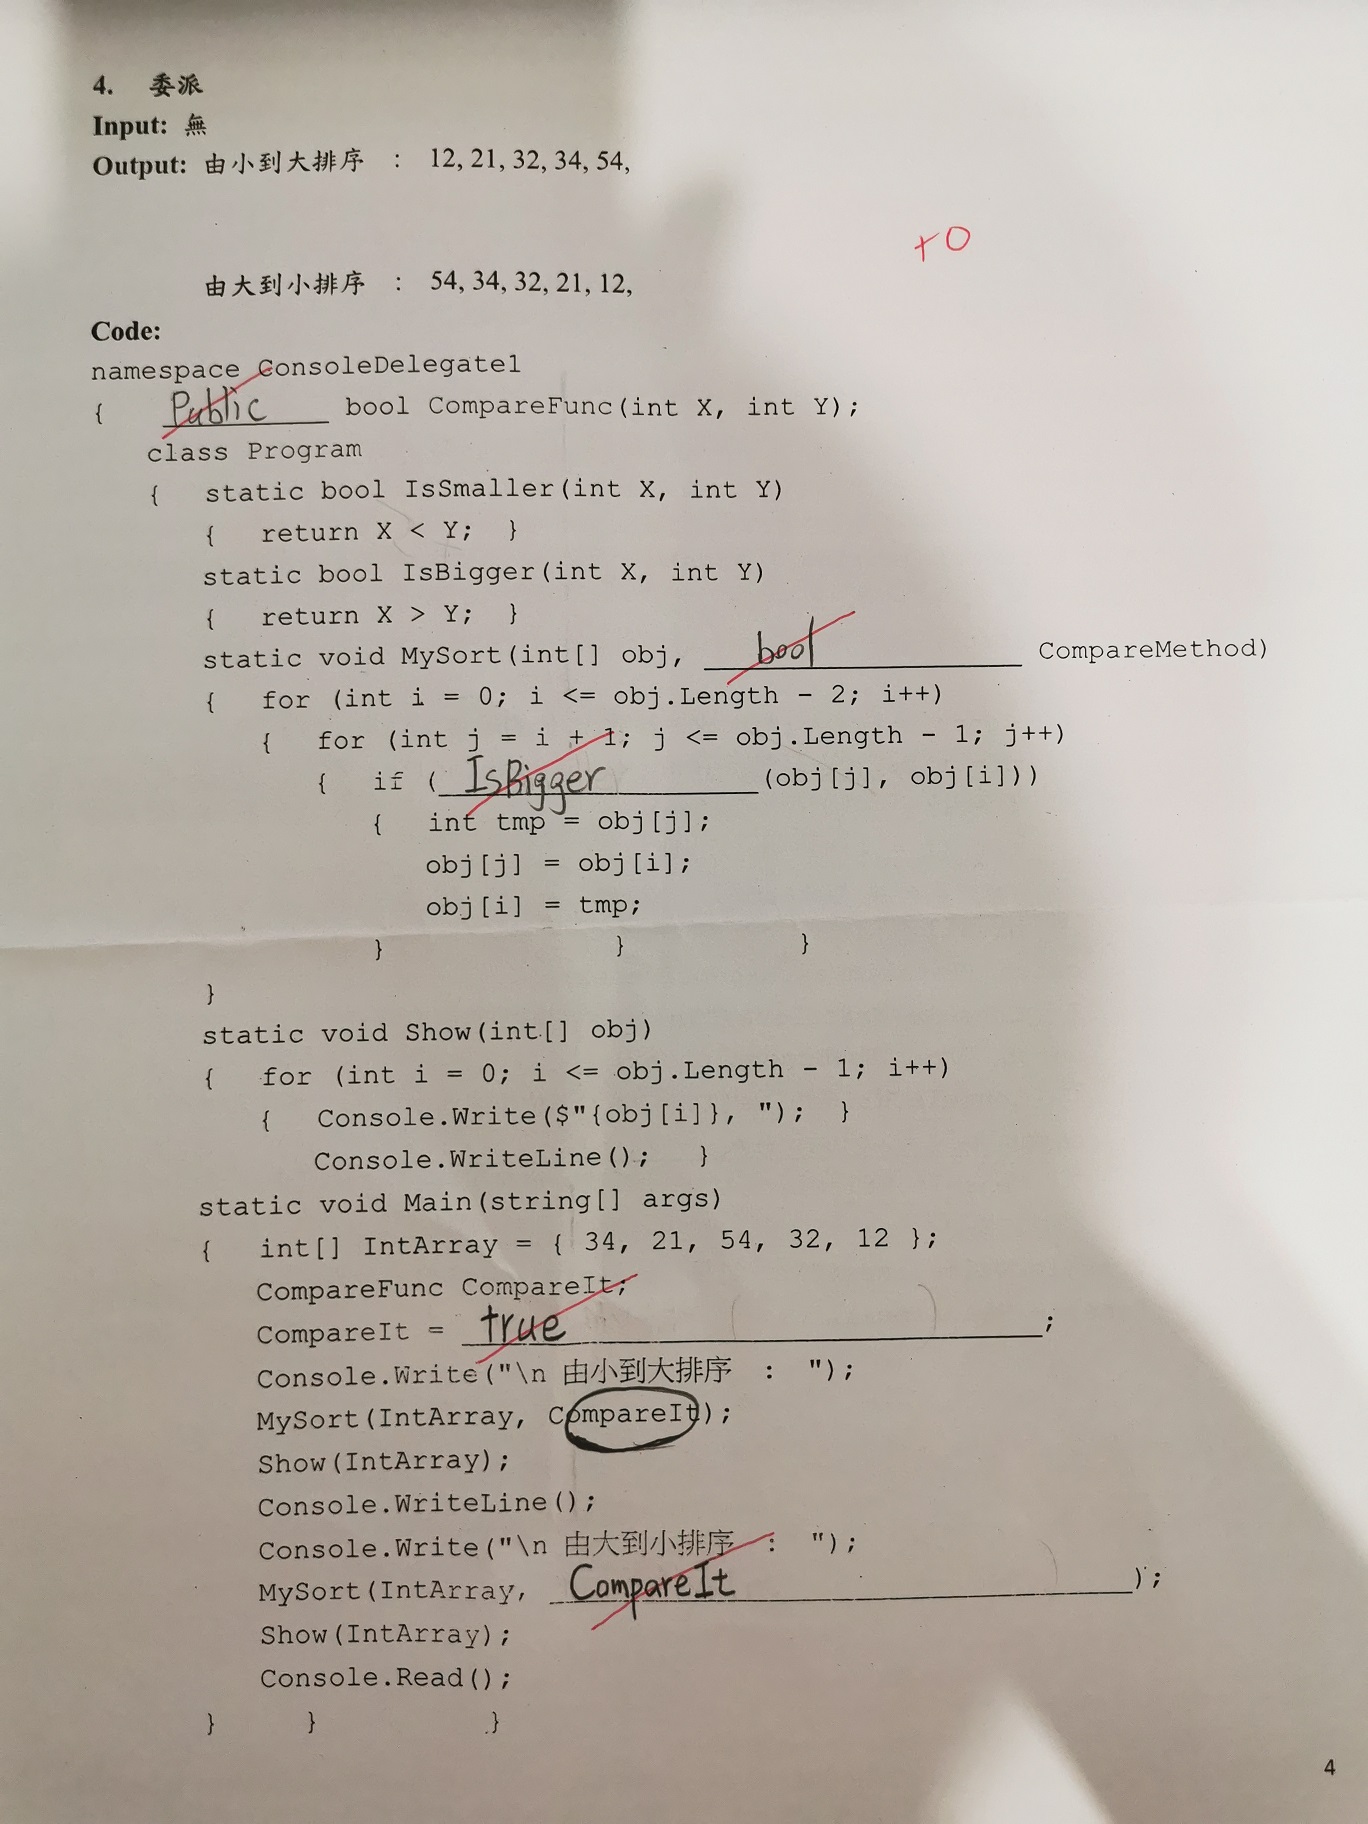 4. 委派
Input: 無
Output: 由小到大排序 : 12, 21, 32, 34, 54,
+0
由大到小排序 : 54, 34, 32, 21, 12,
Code:
namespace ConsoleDelegate1
{ Public bool CompareFunc(int X, int Y);
class Program
{ static bool IsSmaller(int X, int Y)
{ return X < Y; }
static bool IsBigger(int X, int Y)
{ return X > Y; }
static void MySort(int[] obj, bool CompareMethod)
{ for (int i = 0; i <= obj.Length - 2; i++)
{ for (int j = i + 1; j <= obj.Length - 1; j++)
{ if ( IsBigger (obj[j], obj[i]))
{ int tmp = obj[j];
obj[j] = obj[i];
obj[i] = tmp;
} } }
}
static void Show(int[] obj)
{ for (int i = 0; i <= obj.Length - 1; i++)
{ Console.Write($"{obj[i]}, "); }
Console.WriteLine(); }
static void Main(string[] args)
{ int[] IntArray = { 34, 21, 54, 32, 12 };
CompareFunc CompareIt;
CompareIt = true ;
Console.Write("\n 由小到大排序 : ");
MySort(IntArray, CompareIt);
Show(IntArray);
Console.WriteLine();
Console.Write("\n 由大到小排序 : ");
MySort(IntArray, CompareIt );
Show(IntArray);
Console.Read();
} } }
4